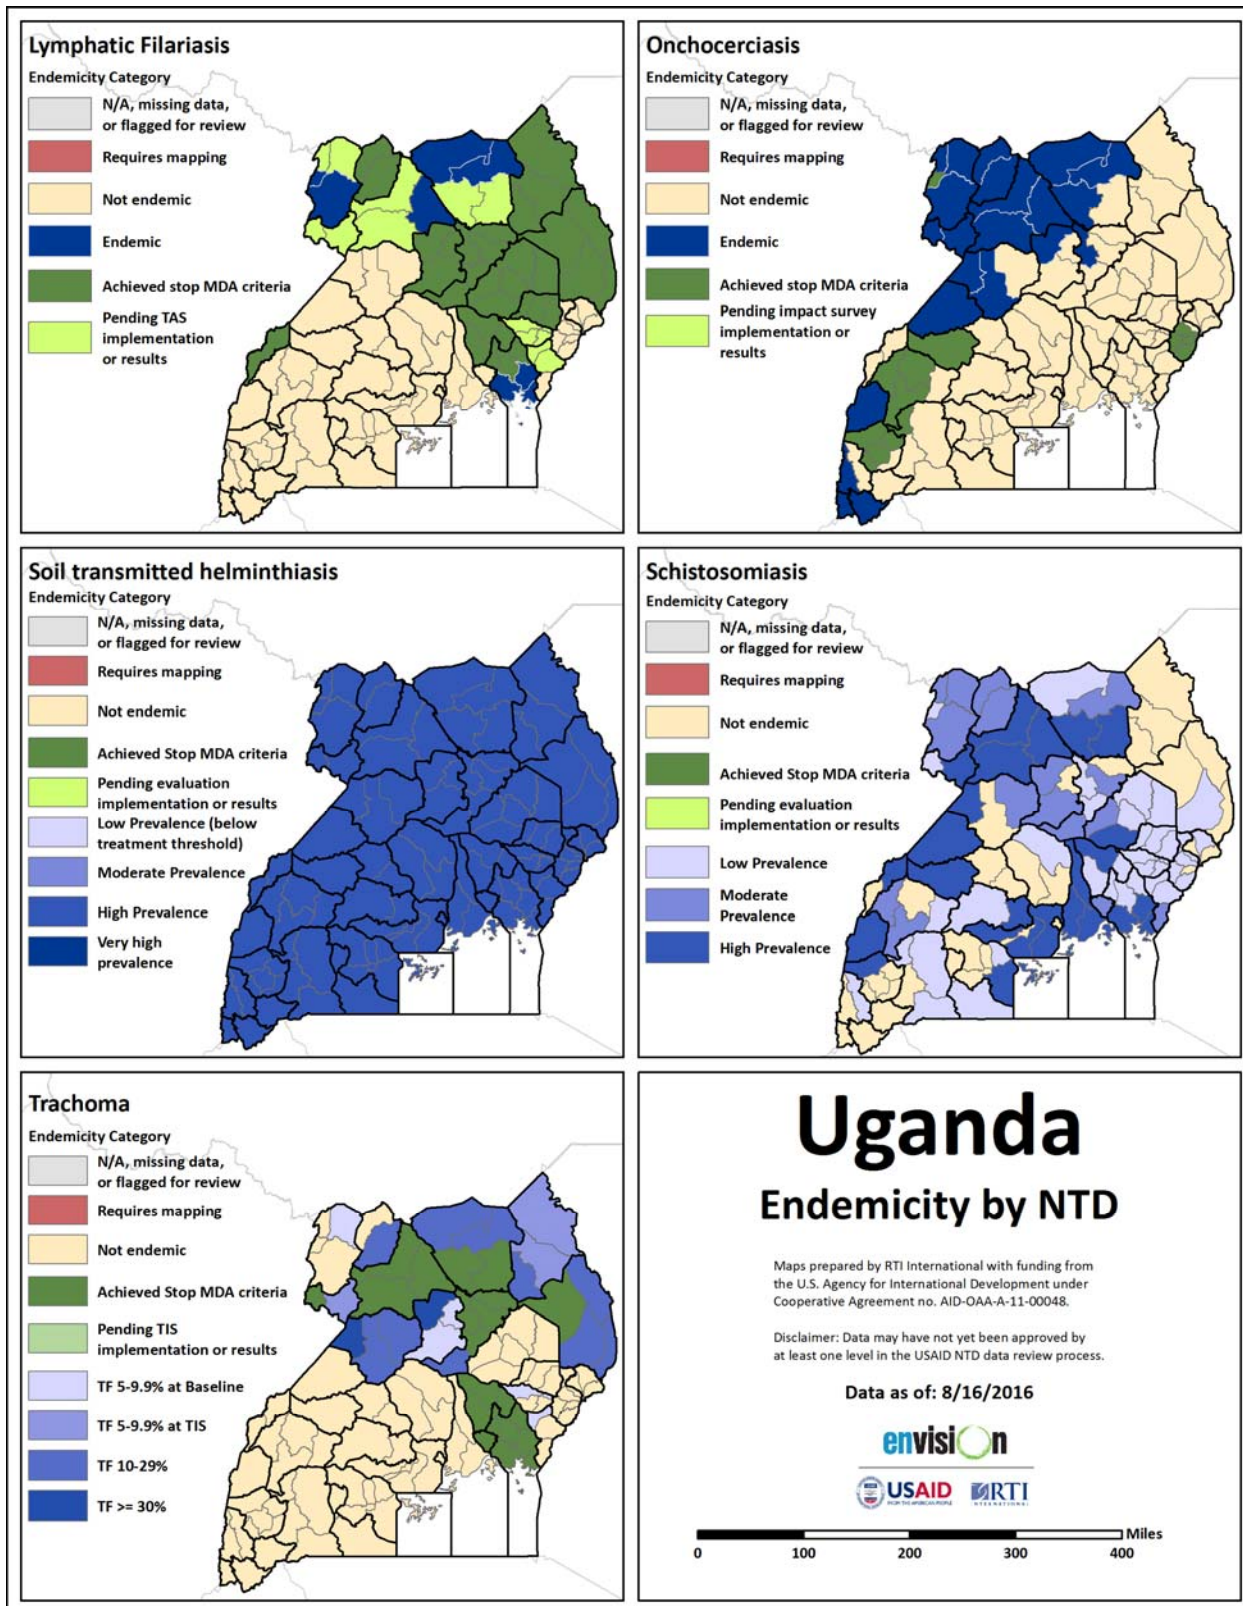 Lymphatic Filariasis
Endemicity Category
N/A, missing data,
or flagged for review
Requires mapping
Not endemic
Endemic
Achieved stop MDA criteria
Pending TAS
implementation
or results
Onchocerciasis
Endemicity Category
N/A, missing data,
or flagged for review
Requires mapping
Not endemic
Endemic
Achieved stop MDA criteria
Pending impact survey
implementation or
results
Soil transmitted helminthiasis
Endemicity Category
N/A, missing data,
or flagged for review
Requires mapping
Not endemic
Achieved Stop MDA criteria
Pending evaluation
implementation or results
Low Prevalence (below
treatment threshold)
Moderate Prevalence
High Prevalence
Very high
prevalence
Schistosomiasis
Endemicity Category
N/A, missing data,
or flagged for review
Requires mapping
Not endemic
Achieved Stop MDA criteria
Pending evaluation
implementation or results
Low Prevalence
Moderate
Prevalence
High Prevalence
Trachoma
Endemicity Category
N/A, missing data,
or flagged for review
Requires mapping
Not endemic
Achieved Stop MDA criteria
Pending TIS
implementation or results
TF 5-9.9% at Baseline
TF 5-9.9% at TIS
TF 10-29%
TF >= 30%
Uganda
Endemicity by NTD
Maps prepared by RTI International with funding from
the U.S. Agency for International Development under
Cooperative Agreement no. AID-OAA-A-11-00048.
Disclaimer: Data may have not yet been approved by
at least one level in the USAID NTD data review process.
Data as of: 8/16/2016
envision
USAID
FROM THE AMERICAN PEOPLE
RTI
INTERNATIONAL
Miles
0 100 200 300 400